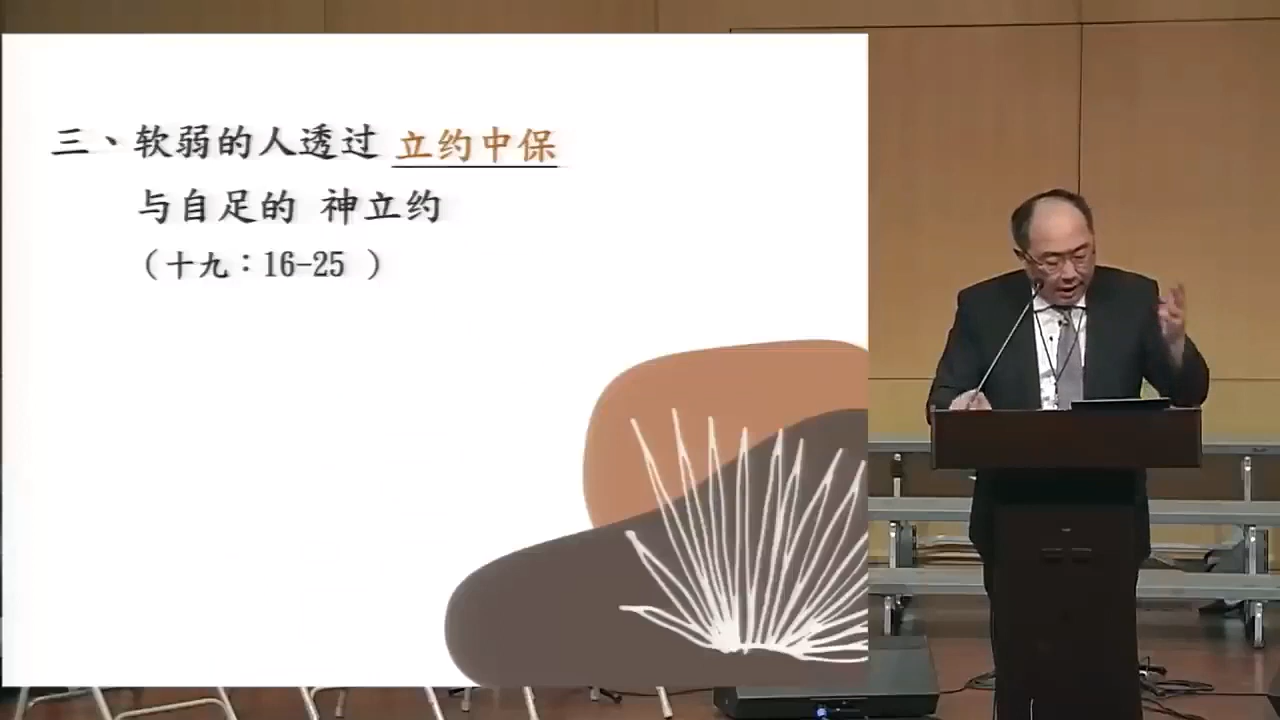 三、软弱的人透过 立约中保
与自足的 神立约
（十九：16-25 ）